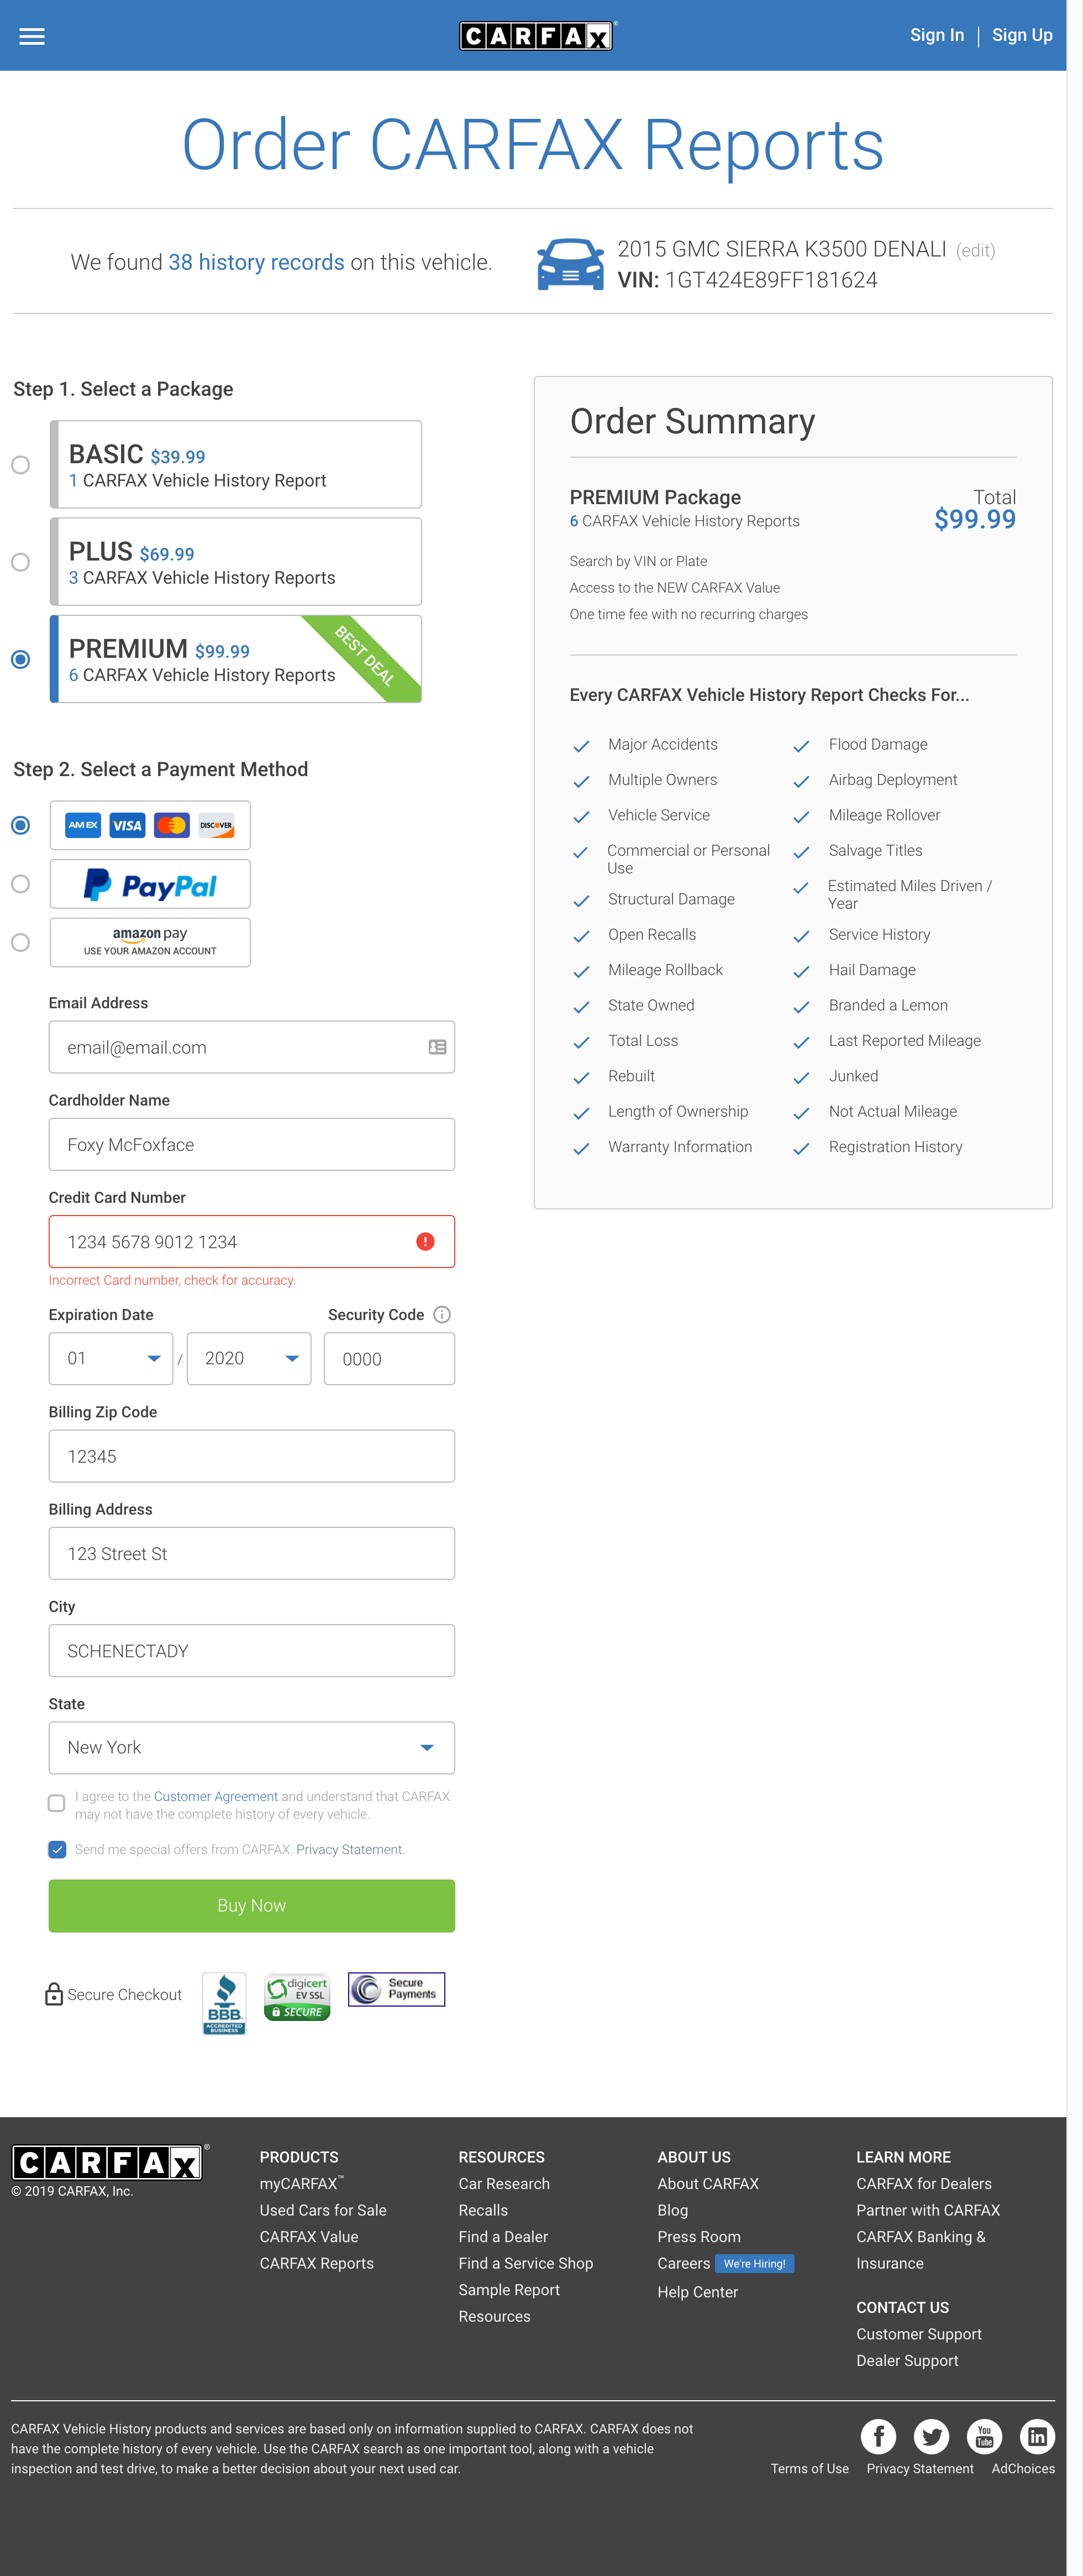 CARFAX®
Sign In | Sign Up
Order CARFAX Reports
We found 38 history records on this vehicle.
2015 GMC SIERRA K3500 DENALI (edit)
VIN: 1GT424E89FF181624
Step 1. Select a Package
BASIC $39.99
1 CARFAX Vehicle History Report
PLUS $69.99
3 CARFAX Vehicle History Reports
PREMIUM $99.99
6 CARFAX Vehicle History Reports
BEST DEAL
Step 2. Select a Payment Method
AM EX VISA DISCOVER
PayPal
amazon pay
USE YOUR AMAZON ACCOUNT
Email Address
email@email.com
Cardholder Name
Foxy McFoxface
Credit Card Number
1234 5678 9012 1234
Incorrect Card number, check for accuracy.
Expiration Date Security Code
01 / 2020 0000
Billing Zip Code
12345
Billing Address
123 Street St
City
SCHENECTADY
State
New York
I agree to the Customer Agreement and understand that CARFAX
may not have the complete history of every vehicle.
Send me special offers from CARFAX. Privacy Statement.
Buy Now
Secure Checkout
BBB
ACCREDITED
BUSINESS
digicert
EV SSL
SECURE
Secure
Payments
Order Summary
PREMIUM Package Total
6 CARFAX Vehicle History Reports $99.99
Search by VIN or Plate
Access to the NEW CARFAX Value
One time fee with no recurring charges
Every CARFAX Vehicle History Report Checks For...
Major Accidents
Multiple Owners
Vehicle Service
Commercial or Personal
Use
Structural Damage
Open Recalls
Mileage Rollback
State Owned
Total Loss
Rebuilt
Length of Ownership
Warranty Information
Flood Damage
Airbag Deployment
Mileage Rollover
Salvage Titles
Estimated Miles Driven /
Year
Service History
Hail Damage
Branded a Lemon
Last Reported Mileage
Junked
Not Actual Mileage
Registration History
CARFAX®
© 2019 CARFAX, Inc.
PRODUCTS
myCARFAX™
Used Cars for Sale
CARFAX Value
CARFAX Reports
RESOURCES
Car Research
Recalls
Find a Dealer
Find a Service Shop
Sample Report
Resources
ABOUT US
About CARFAX
Blog
Press Room
Careers We're Hiring!
Help Center
LEARN MORE
CARFAX for Dealers
Partner with CARFAX
CARFAX Banking &
Insurance
CONTACT US
Customer Support
Dealer Support
CARFAX Vehicle History products and services are based only on information supplied to CARFAX. CARFAX does not
have the complete history of every vehicle. Use the CARFAX search as one important tool, along with a vehicle
inspection and test drive, to make a better decision about your next used car.
f You Tube in
Terms of Use Privacy Statement AdChoices